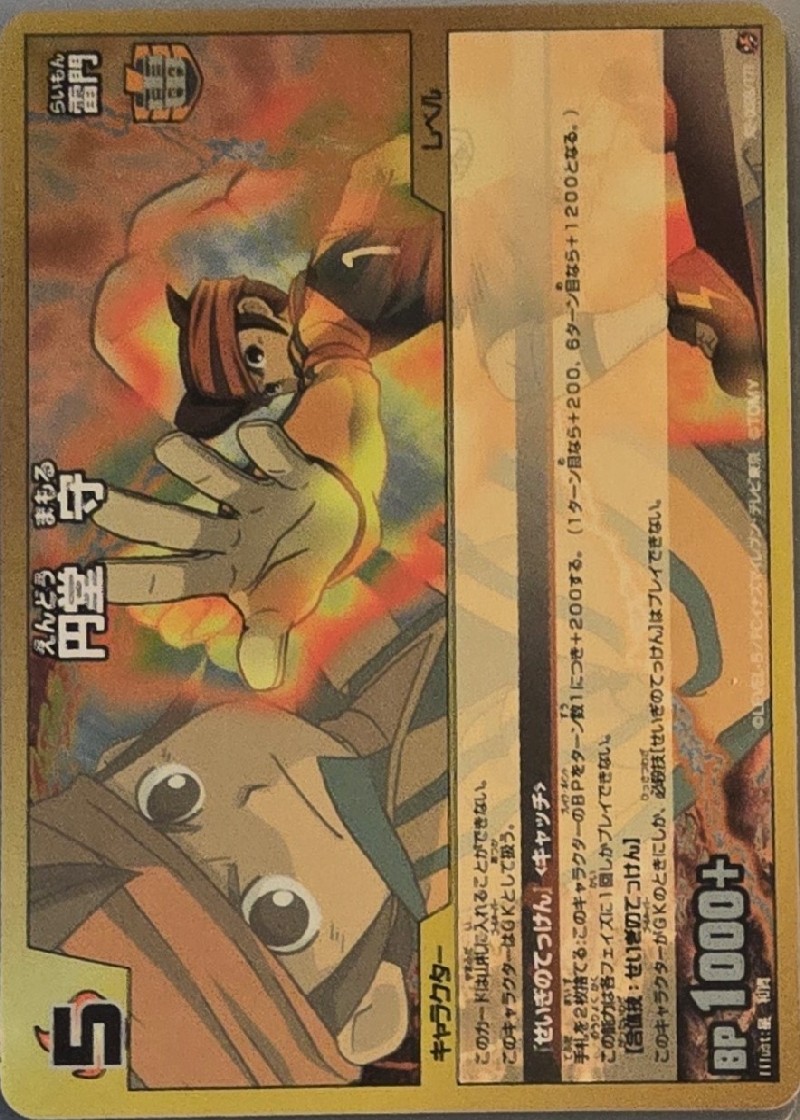 5
えんどう まもる
円堂 守
らいもん
雷門
キャラクター
レベル
このカードは山札に入れることができない。
このキャラクターはGKとして扱う。
『せいぎのてっけん』<キャッチ>
手札を2枚捨てる:このキャラクターのBPをターン数1につき+200する。(1ターン目なら+200、6ターン目なら+1200となる。)
この能力は各フェイズに1回しかプレイできない。
せいぎのてっけん]
このキャラクターがGKのときにしか、必殺技[せいぎのてっけん]はプレイできない。
BP 1000+
©LEVEL-5/FCイナズマイレブン・テレビ東京 ©TOMY